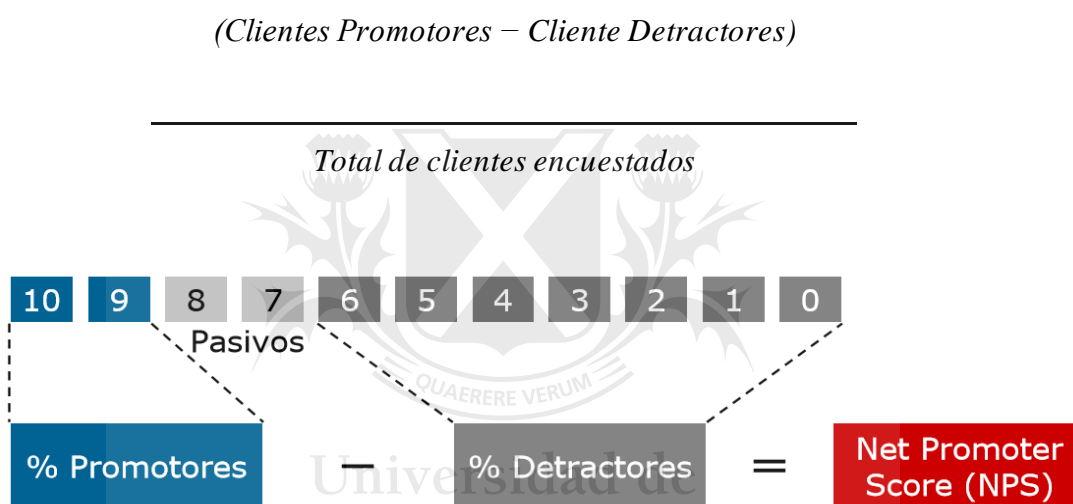 (Clientes Promotores − Cliente Detractores)
Total de clientes encuestados
10 9 8 7 6 5 4 3 2 1 0
Pasivos
QUAERERE VERUM
% Promotores − % Detractores = Net Promoter
Score (NPS)
Universidad de